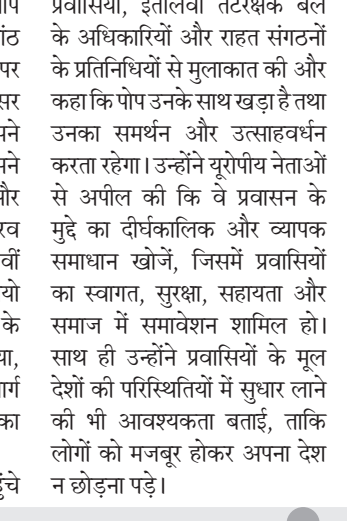 प्रवासियों, इतालवी तटरक्षक बल
के अधिकारियों और राहत संगठनों
के प्रतिनिधियों से मुलाकात की और
कहा कि पोप उनके साथ खड़ा है तथा
उनका समर्थन और उत्साहवर्धन
करता रहेगा। उन्होंने यूरोपीय नेताओं
से अपील की कि वे प्रवासन के
मुद्दे का दीर्घकालिक और व्यापक
समाधान खोजें, जिसमें प्रवासियों
का स्वागत, सुरक्षा, सहायता और
समाज में समावेशन शामिल हो।
साथ ही उन्होंने प्रवासियों के मूल
देशों की परिस्थितियों में सुधार लाने
की भी आवश्यकता बताई, ताकि
लोगों को मजबूर होकर अपना देश
न छोड़ना पड़े।